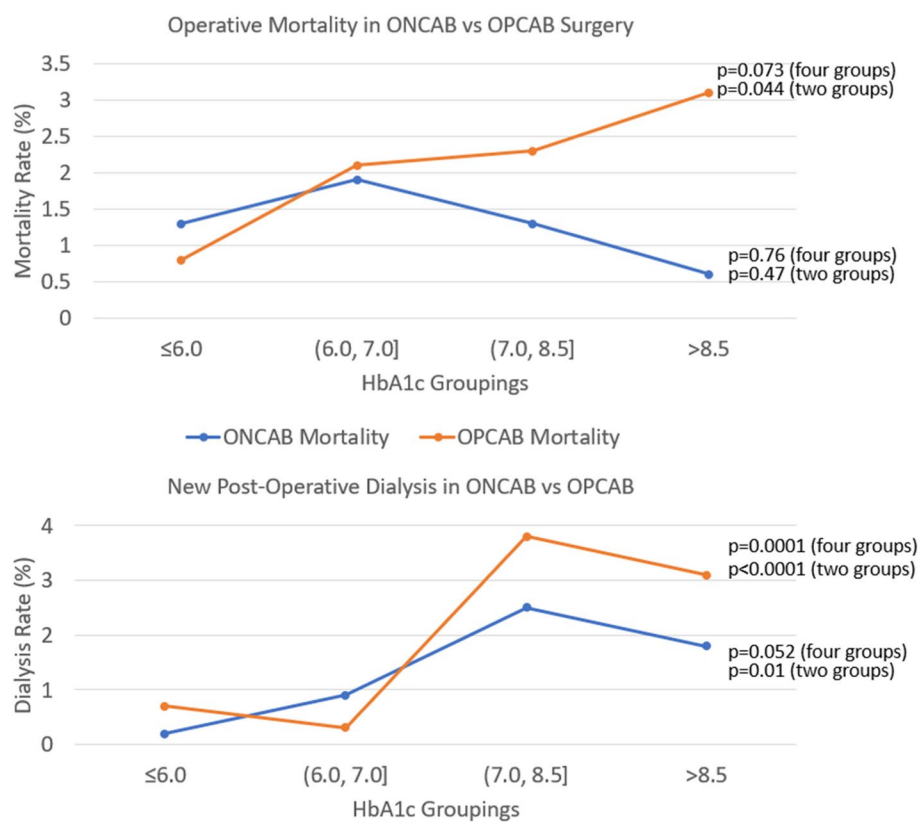 Operative Mortality in ONCAB vs OPCAB Surgery
Mortality Rate (%)
3.5
3
2.5
2
1.5
1
0.5
0
p=0.073 (four groups)
p=0.044 (two groups)
p=0.76 (four groups)
p=0.47 (two groups)
≤6.0 (6.0, 7.0] (7.0, 8.5] >8.5
HbA1c Groupings
ONCAB Mortality OPCAB Mortality
New Post-Operative Dialysis in ONCAB vs OPCAB
Dialysis Rate (%)
4
3
2
1
0
p=0.0001 (four groups)
p<0.0001 (two groups)
p=0.052 (four groups)
p=0.01 (two groups)
≤6.0 (6.0, 7.0] (7.0, 8.5] >8.5
HbA1c Groupings